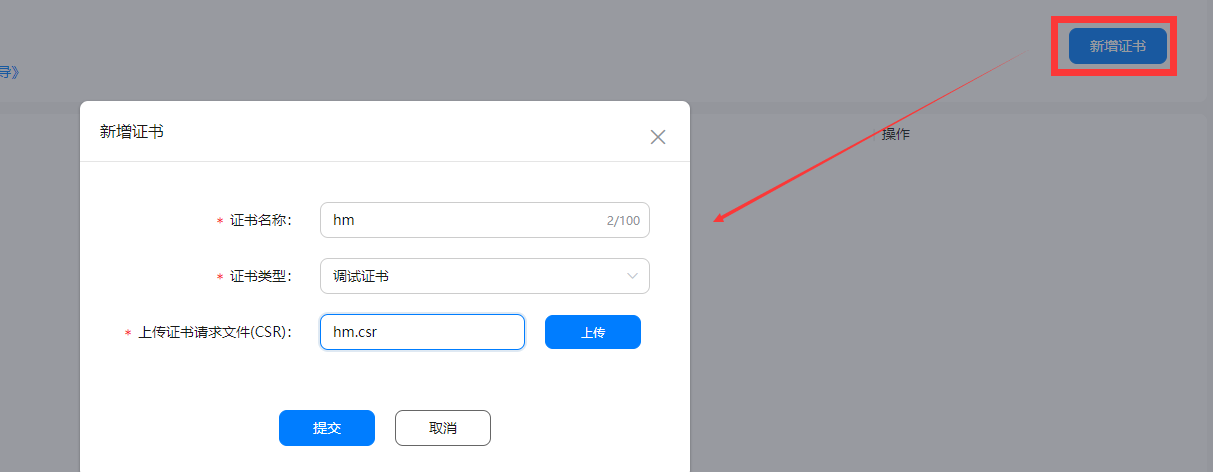 新增证书
导》
操作
新增证书
* 证书名称： hm 2/100
* 证书类型： 调试证书
* 上传证书请求文件(CSR)： hm.csr 上传
提交 取消